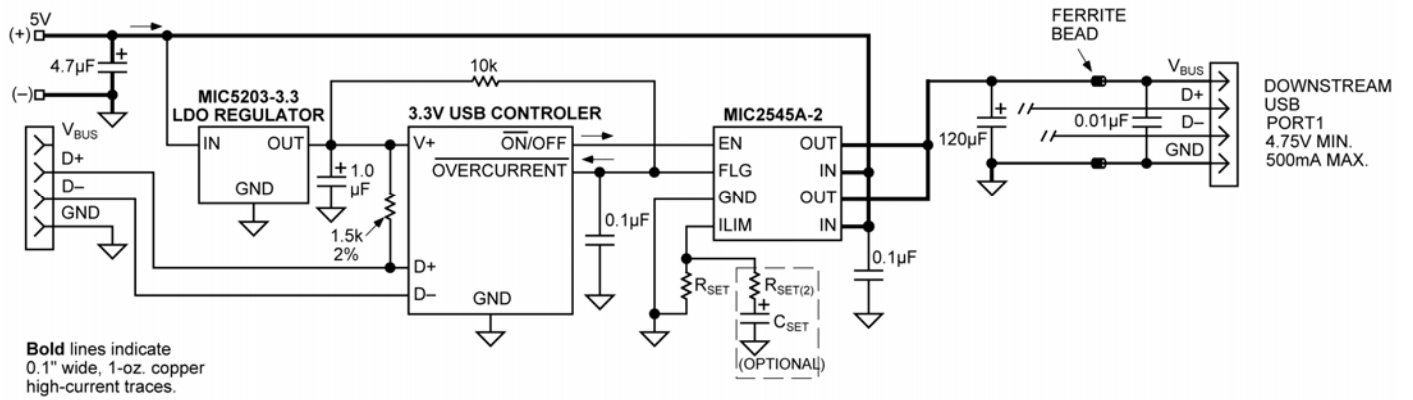 5V
(+)
4.7µF
(–)
10k
MIC5203-3.3
LDO REGULATOR
IN
OUT
GND
1.0
µF
VBUS
D+
D–
GND
1.5k
2%
3.3V USB CONTROLER
V+
ON/OFF
OVERCURRENT
D+
D–
GND
0.1µF
MIC2545A-2
EN
FLG
GND
ILIM
OUT
IN
OUT
IN
RSET
RSET(2)
CSET
(OPTIONAL)
0.1µF
FERRITE
BEAD
120µF
0.01µF
VBUS
D+
D–
GND
DOWNSTREAM
USB
PORT1
4.75V MIN.
500mA MAX.
Bold lines indicate
0.1" wide, 1-oz. copper
high-current traces.